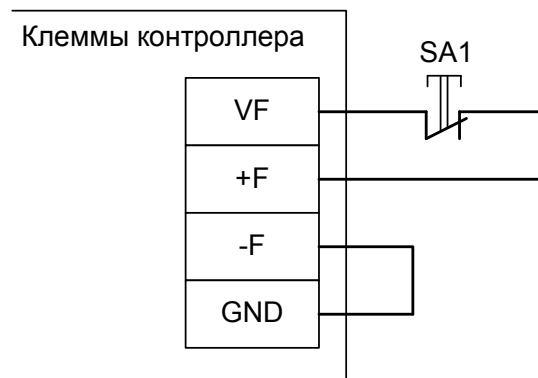 Клеммы контроллера
SA1
VF
+F
-F
GND